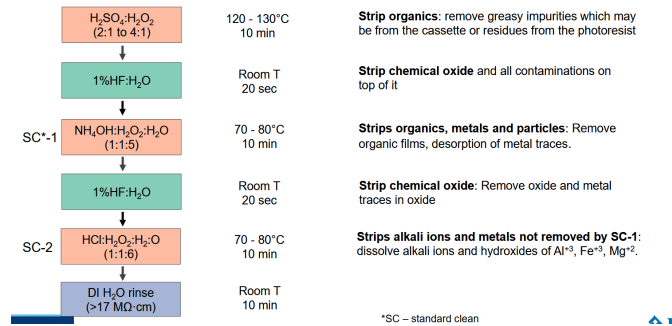 H₂SO₄:H₂O₂
(2:1 to 4:1)
120 - 130°C
10 min
Strip organics: remove greasy impurities which may
be from the cassette or residues from the photoresist
1%HF:H₂O
Room T
20 sec
Strip chemical oxide and all contaminations on
top of it
SC*-1
NH₄OH:H₂O₂:H₂O
(1:1:5)
70 - 80°C
10 min
Strips organics, metals and particles: Remove
organic films, desorption of metal traces.
1%HF:H₂O
Room T
20 sec
Strip chemical oxide: Remove oxide and metal
traces in oxide
SC-2
HCl:H₂O₂:H₂:O
(1:1:6)
70 - 80°C
10 min
Strips alkali ions and metals not removed by SC-1:
dissolve alkali ions and hydroxides of Al⁺³, Fe⁺³, Mg⁺².
DI H₂O rinse
(>17 MΩ·cm)
Room T
10 min
*SC – standard clean